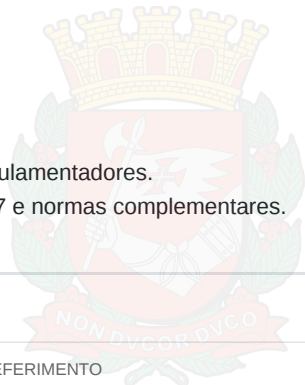 ulamentadores.
7 e normas complementares.
NON DVCOR DVCO
EFERIMENTO